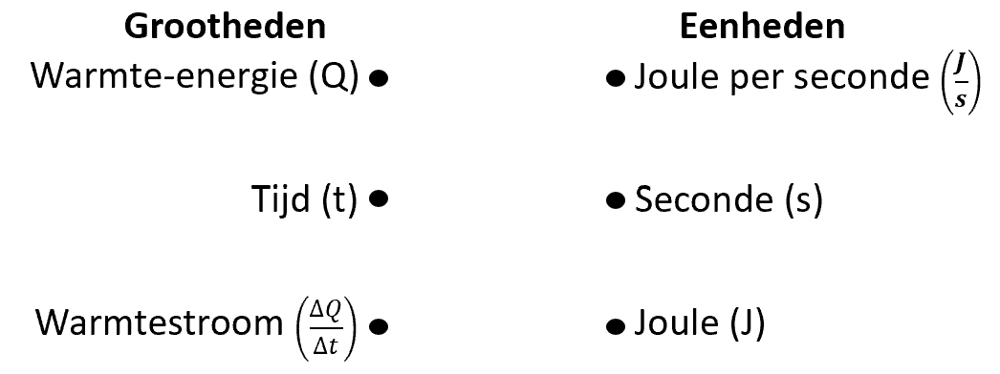 Grootheden Eenheden
Warmte-energie (Q) ● ● Joule per seconde (J/s)
Tijd (t) ● ● Seconde (s)
Warmtestroom (ΔQ/Δt) ● ● Joule (J)